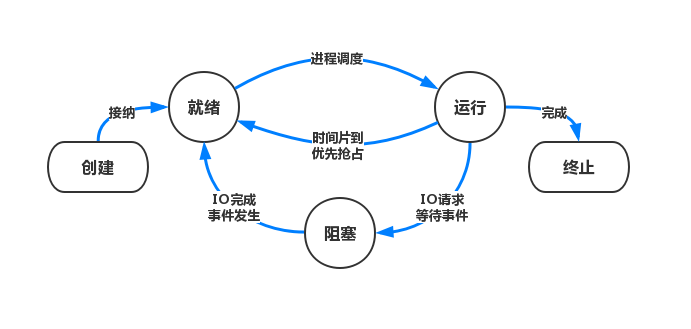 进程调度
接纳
就绪
运行
完成
时间片到
优先抢占
创建
终止
IO完成
事件发生
IO请求
等待事件
阻塞